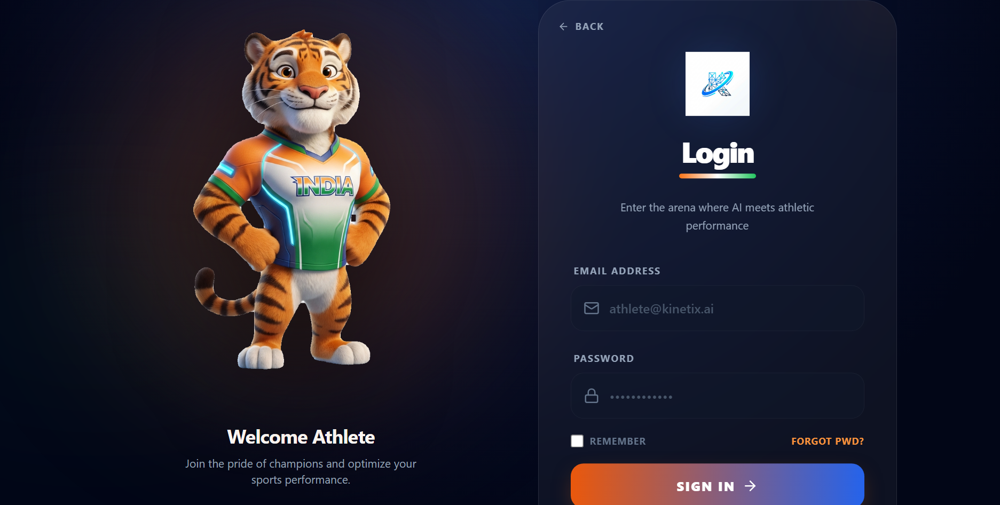 INDIA
Welcome Athlete
Join the pride of champions and optimize your
sports performance.
BACK
Login
Enter the arena where AI meets athletic
performance
EMAIL ADDRESS
athlete@kinetix.ai
PASSWORD
••••••••••••
REMEMBER
FORGOT PWD?
SIGN IN